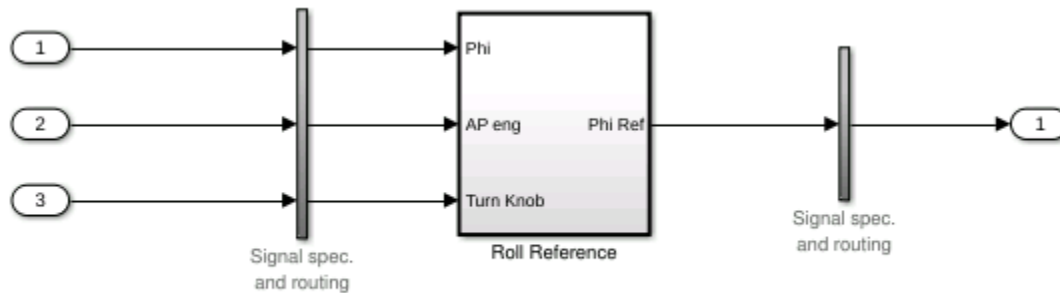 1
Phi
2
AP eng
Phi Ref
1
3
Turn Knob
Signal spec.
and routing
Roll Reference
Signal spec.
and routing